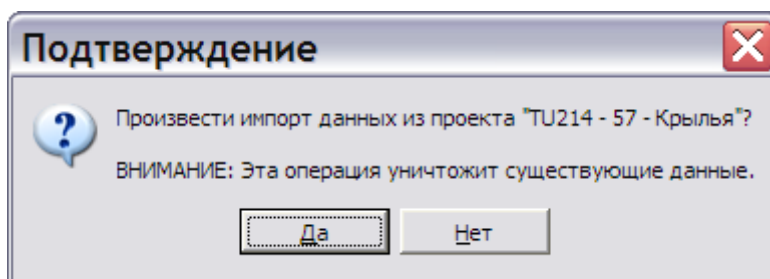 Подтверждение
Произвести импорт данных из проекта "TU214 - 57 - Крылья"?
ВНИМАНИЕ: Эта операция уничтожит существующие данные.
Да Нет